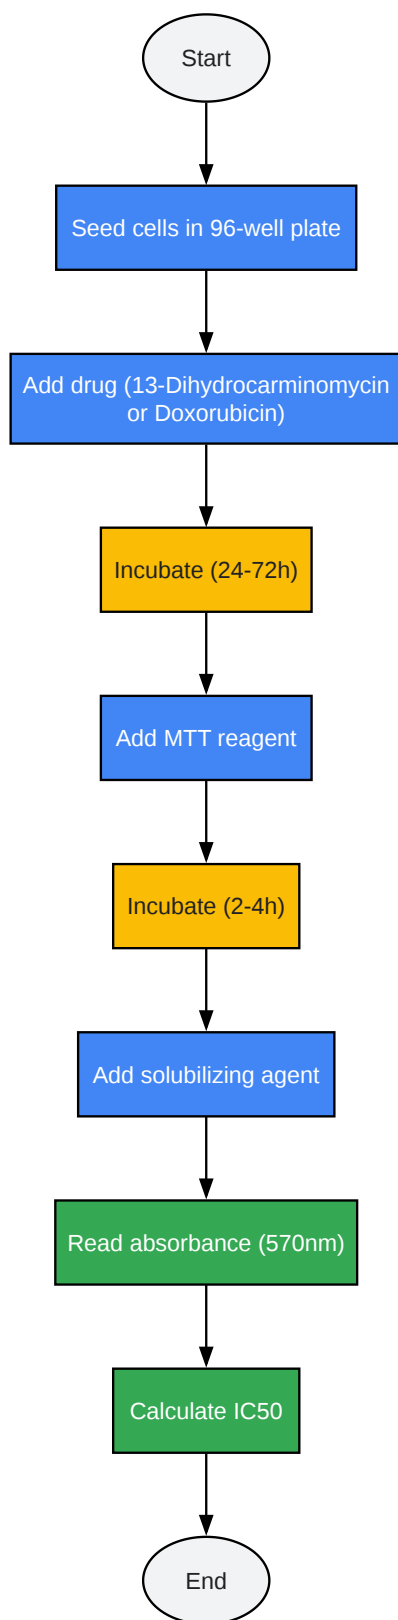 Start
Seed cells in 96-well plate
Add drug (13-Dihydrocarminomycin
or Doxorubicin)
Incubate (24-72h)
Add MTT reagent
Incubate (2-4h)
Add solubilizing agent
Read absorbance (570nm)
Calculate IC50
End